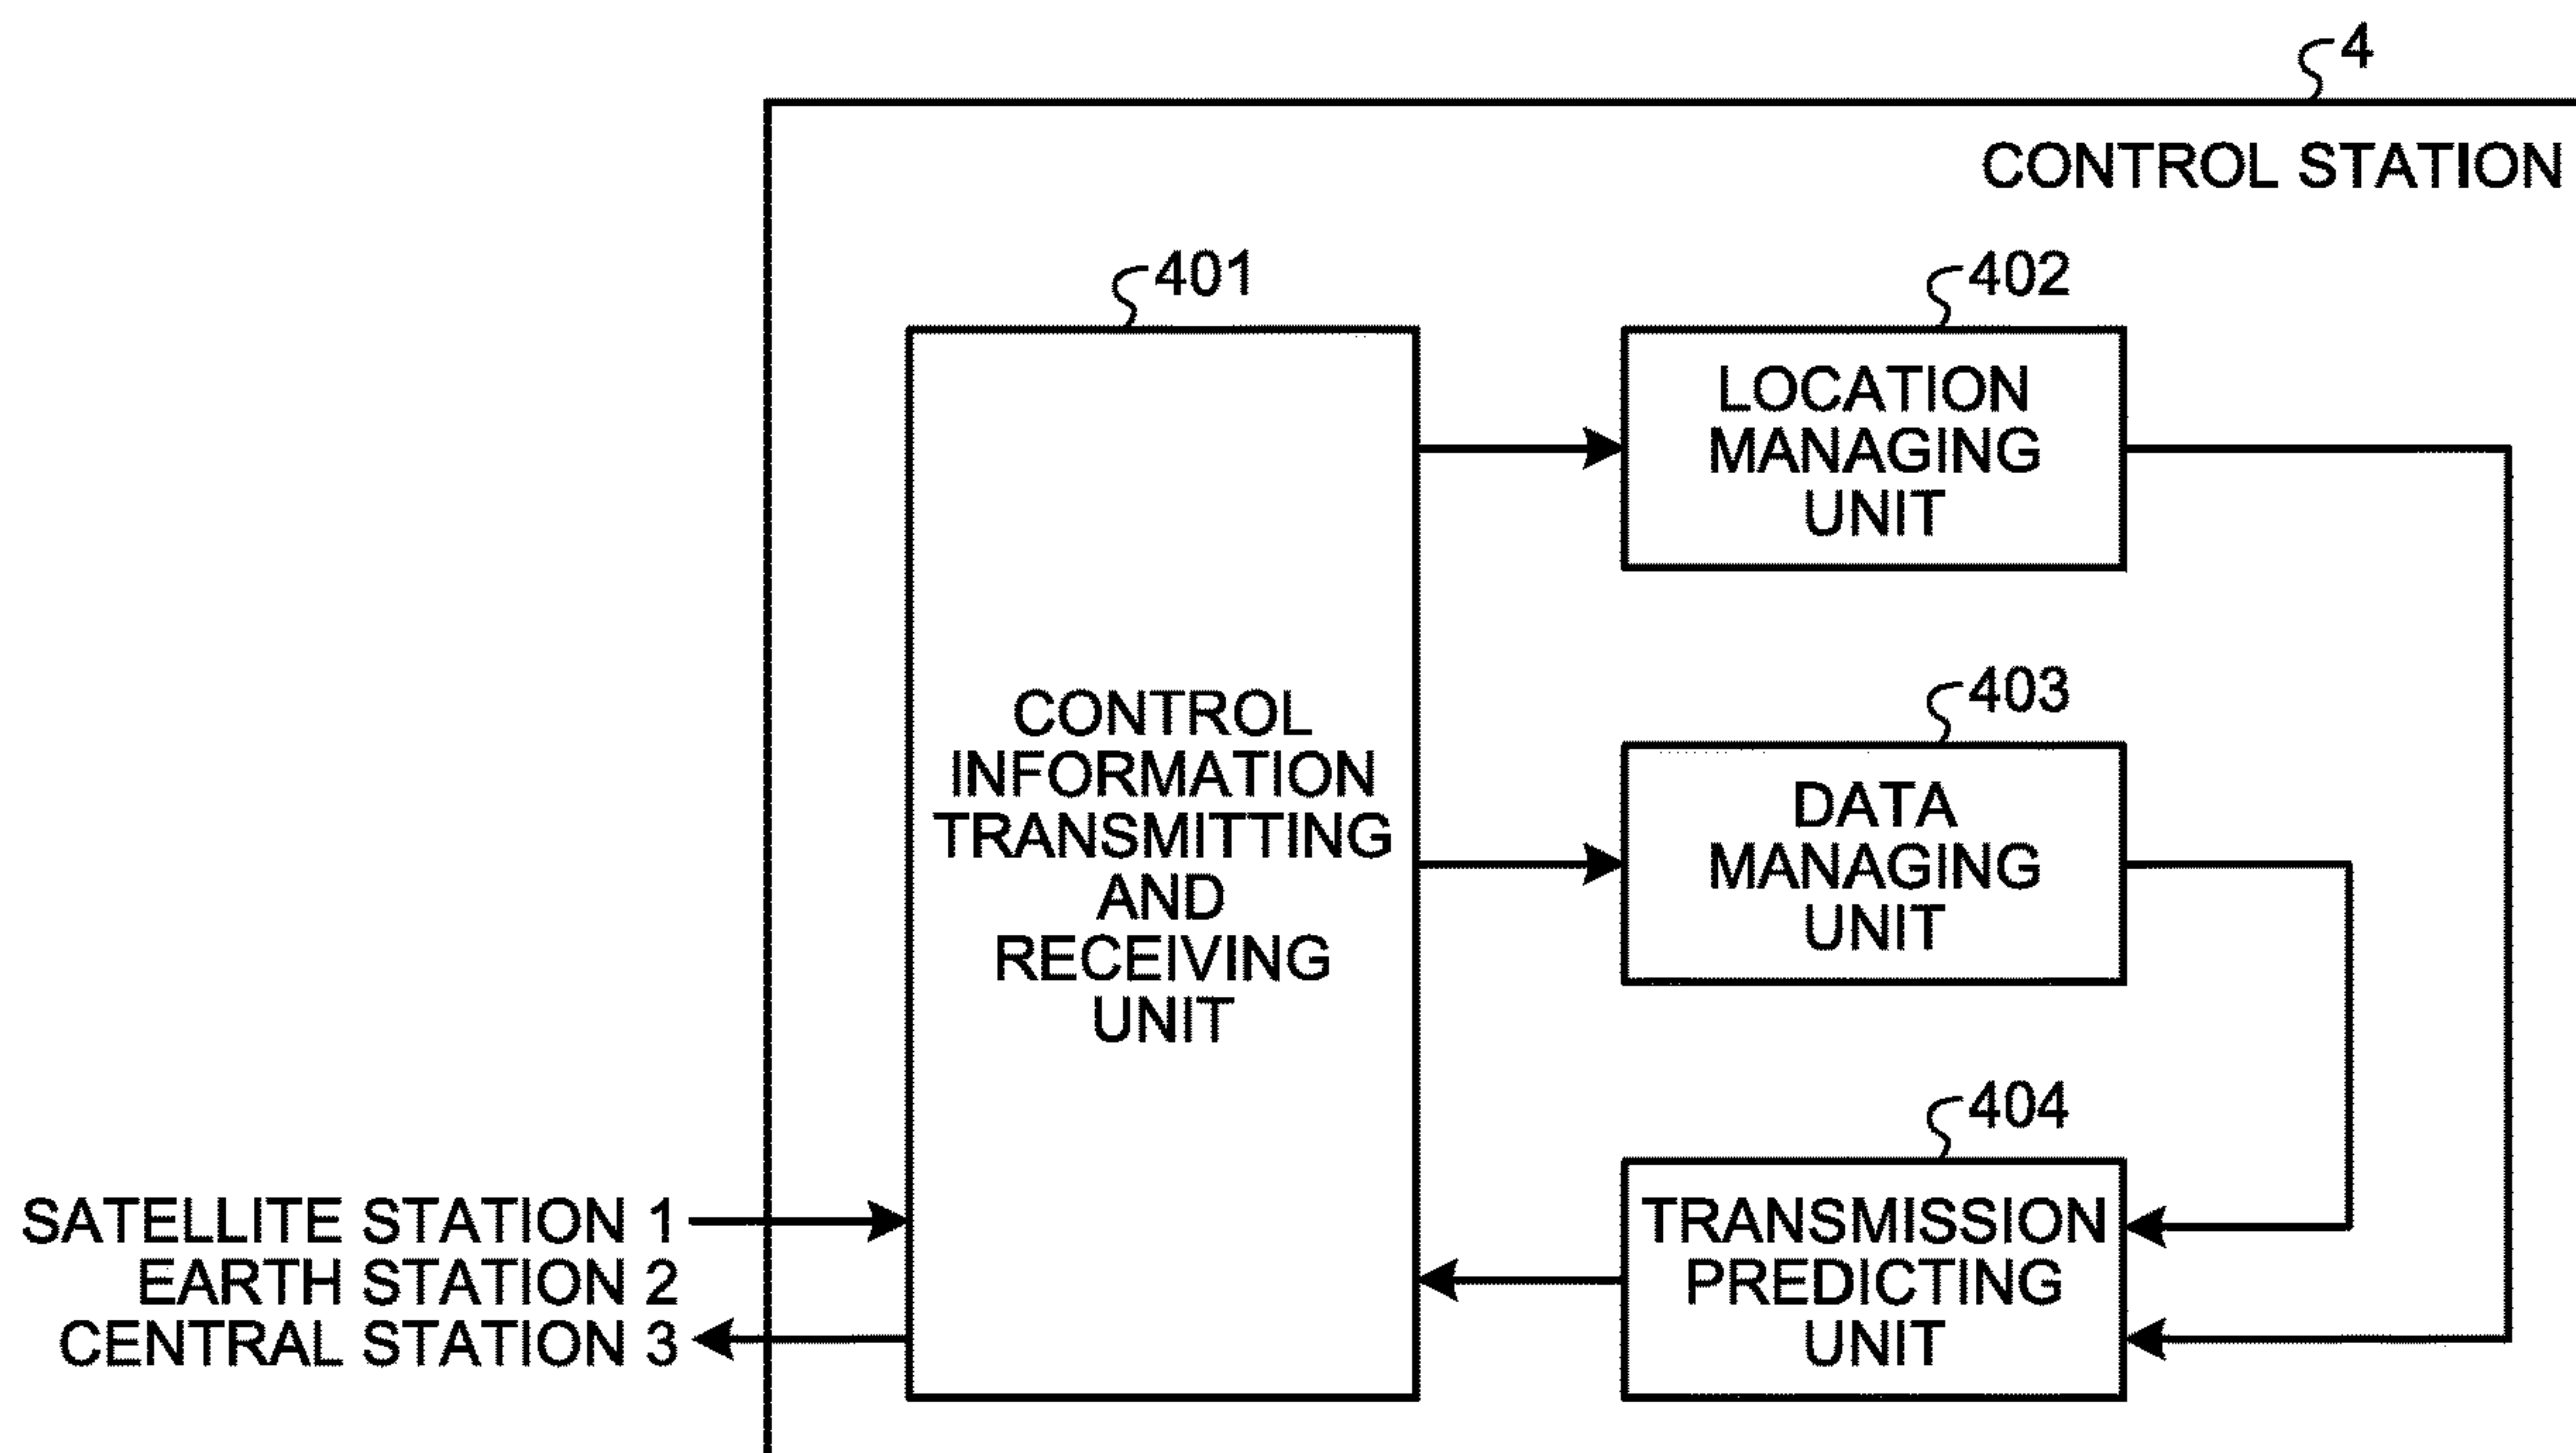 4
CONTROL STATION
401
402
403
404
LOCATION
MANAGING
UNIT
DATA
MANAGING
UNIT
CONTROL
INFORMATION
TRANSMITTING
AND
RECEIVING
UNIT
TRANSMISSION
PREDICTING
UNIT
SATELLITE STATION 1
EARTH STATION 2
CENTRAL STATION 3